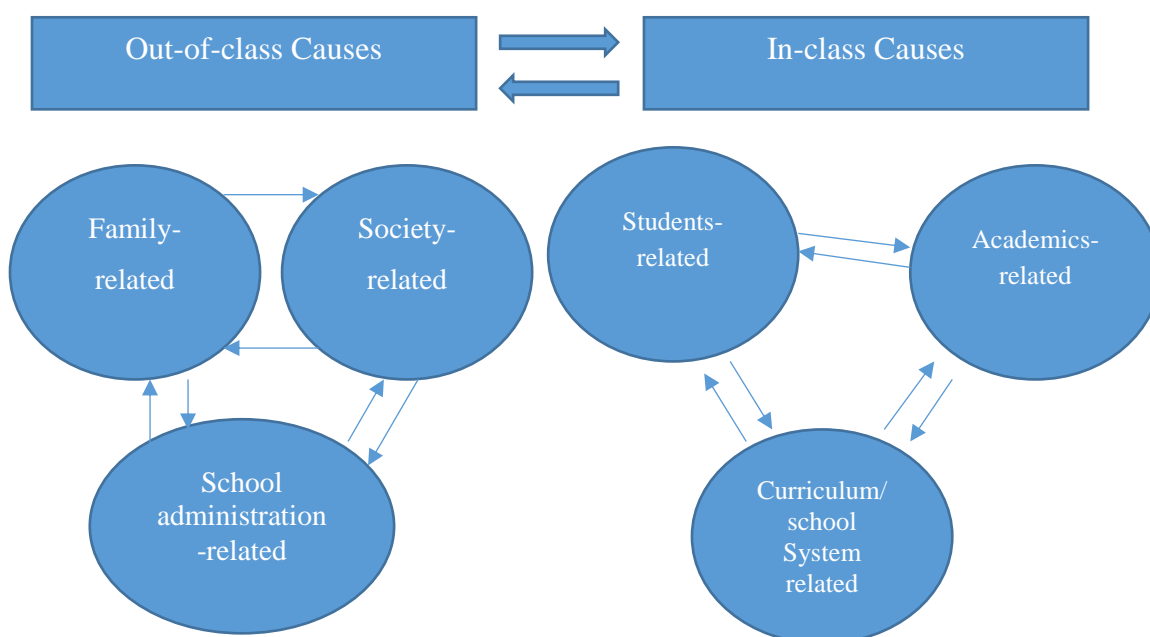 Out-of-class Causes
In-class Causes
Family-
related
Society-
related
Students-
related
Academics-
related
School
administration
-related
Curriculum/
school
System
related